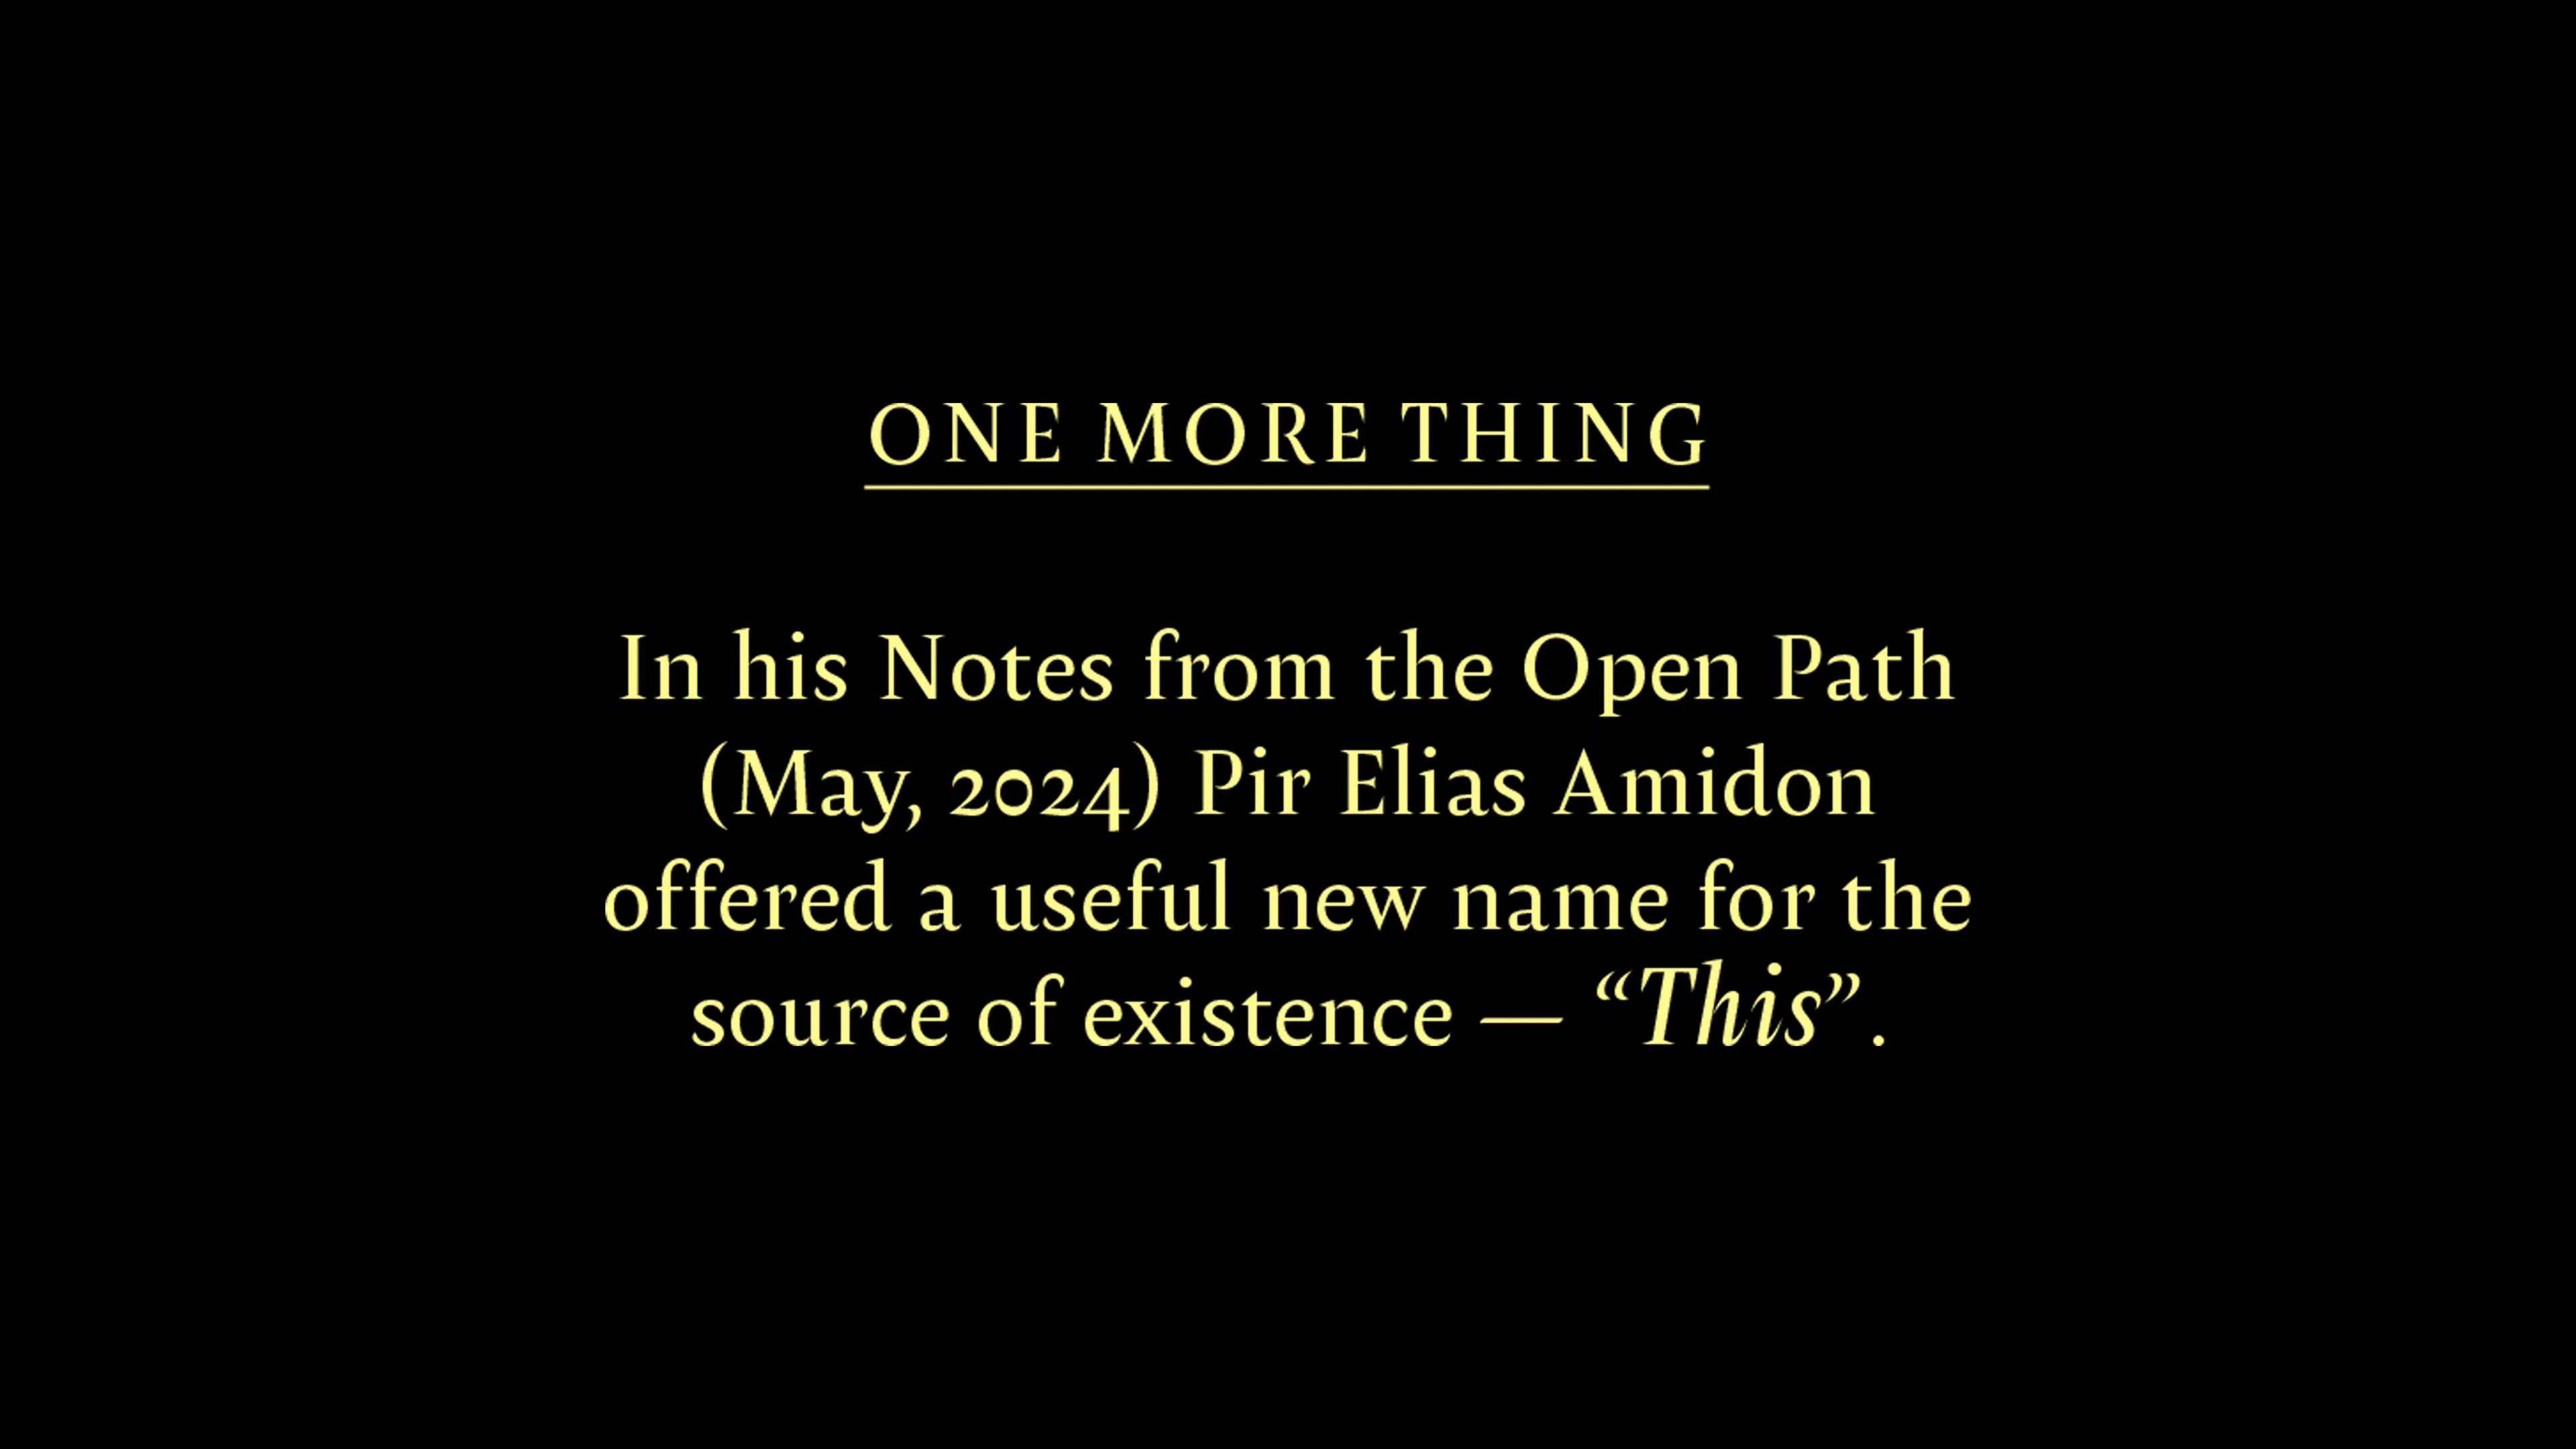 ONE MORE THING
In his Notes from the Open Path
(May, 2024) Pir Elias Amidon
offered a useful new name for the
source of existence — “This”.